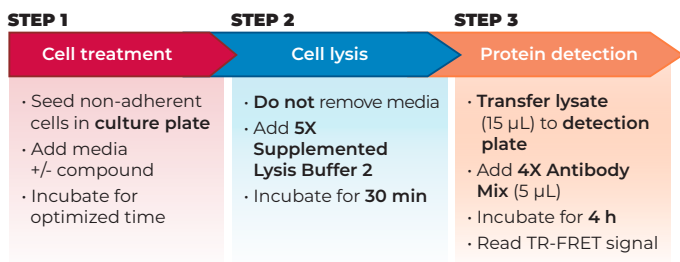 STEP 1
Cell treatment
· Seed non-adherent
cells in culture plate
· Add media
+/- compound
· Incubate for
optimized time
STEP 2
Cell lysis
· Do not remove media
· Add 5X
Supplemented
Lysis Buffer 2
· Incubate for 30 min
STEP 3
Protein detection
· Transfer lysate
(15 µL) to detection
plate
· Add 4X Antibody
Mix (5 µL)
· Incubate for 4 h
· Read TR-FRET signal